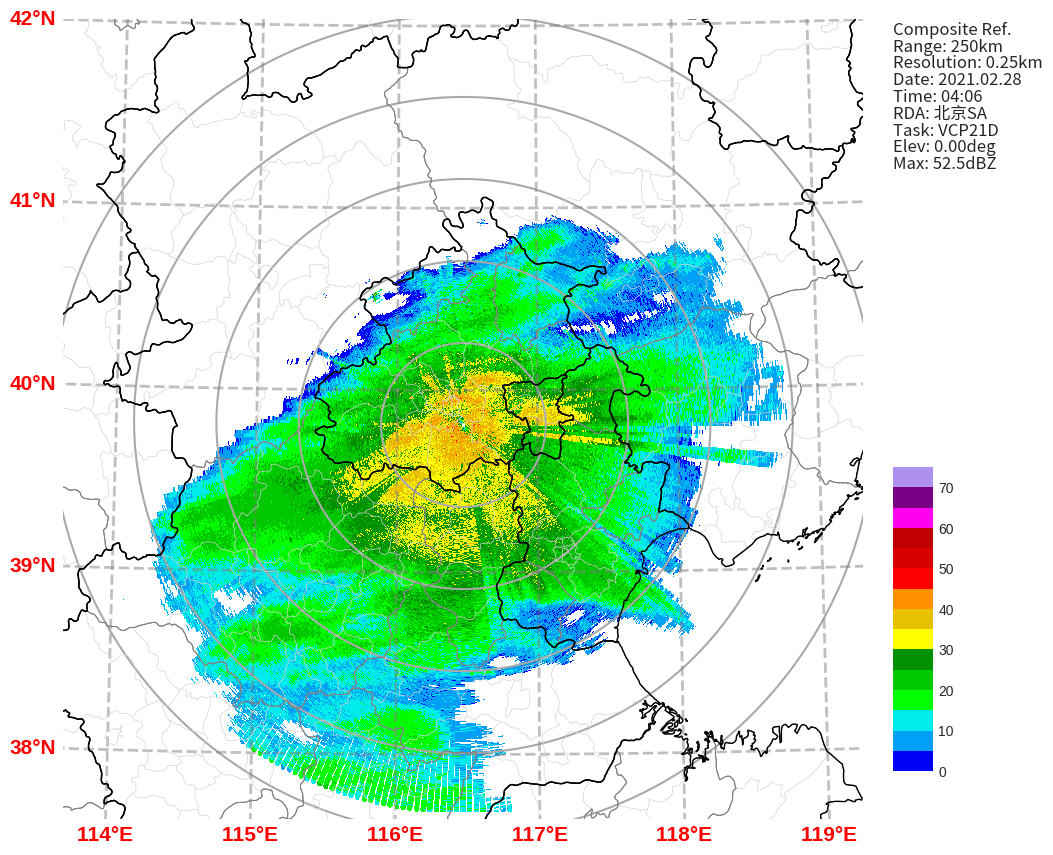 42°N
41°N
40°N
39°N
38°N
114°E
115°E
116°E
117°E
118°E
119°E
Composite Ref.
Range: 250km
Resolution: 0.25km
Date: 2021.02.28
Time: 04:06
RDA: 北京SA
Task: VCP21D
Elev: 0.00deg
Max: 52.5dBZ
70
60
50
40
30
20
10
0